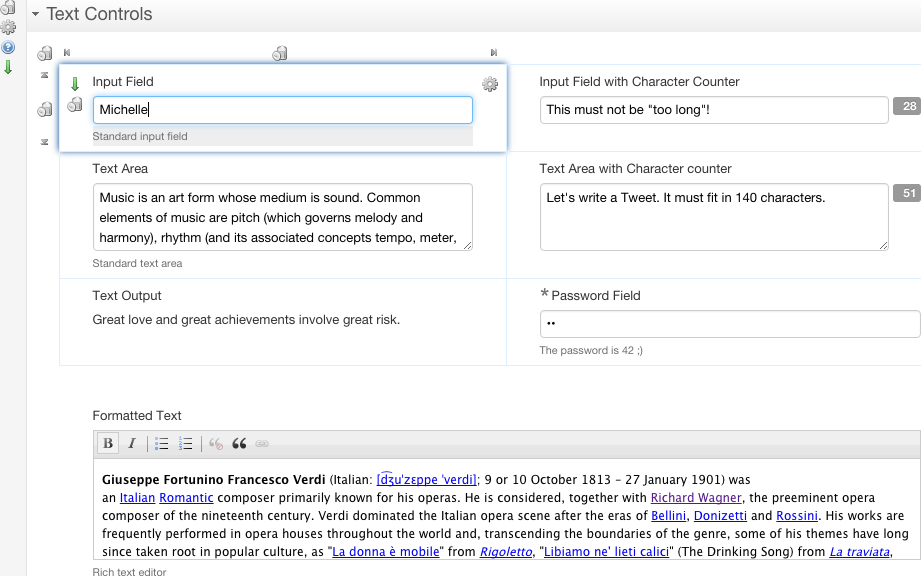 Text Controls
Input Field
Michelle
Standard input field
Input Field with Character Counter
This must not be "too long"!
28
Text Area
Music is an art form whose medium is sound. Common
elements of music are pitch (which governs melody and
harmony), rhythm (and its associated concepts tempo, meter,
Standard text area
Text Area with Character counter
Let's write a Tweet. It must fit in 140 characters.
51
Text Output
Great love and great achievements involve great risk.
* Password Field
••
The password is 42 ;)
Formatted Text
B I
Giuseppe Fortunino Francesco Verdi (Italian: [d͡ʒuˈzɛppe ˈverdi]; 9 or 10 October 1813 – 27 January 1901) was
an Italian Romantic composer primarily known for his operas. He is considered, together with Richard Wagner, the preeminent opera
composer of the nineteenth century. Verdi dominated the Italian opera scene after the eras of Bellini, Donizetti and Rossini. His works are
frequently performed in opera houses throughout the world and, transcending the boundaries of the genre, some of his themes have long
since taken root in popular culture, as "La donna è mobile" from Rigoletto, "Libiamo ne' lieti calici" (The Drinking Song) from La traviata,
Rich text editor